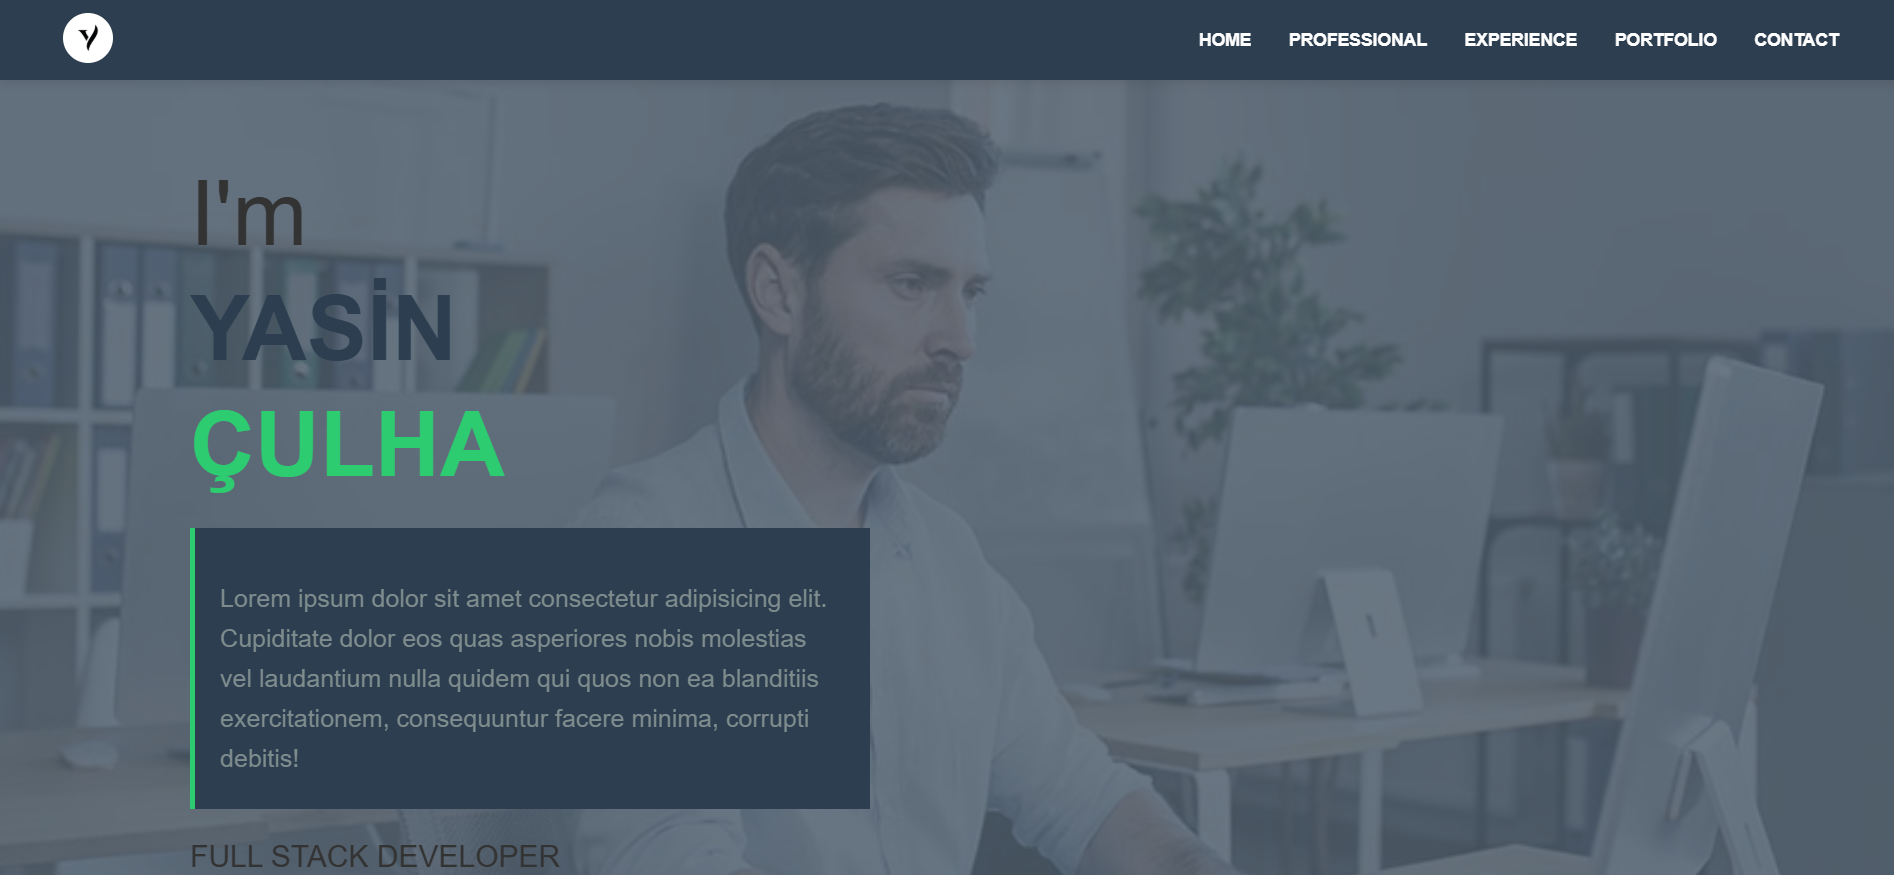 HOME PROFESSIONAL EXPERIENCE PORTFOLIO CONTACT
I'm
YASİN
ÇULHA
Lorem ipsum dolor sit amet consectetur adipisicing elit.
Cupiditate dolor eos quas asperiores nobis molestias
vel laudantium nulla quidem qui quos non ea blanditiis
exercitationem, consequuntur facere minima, corrupti
debitis!
FULL STACK DEVELOPER